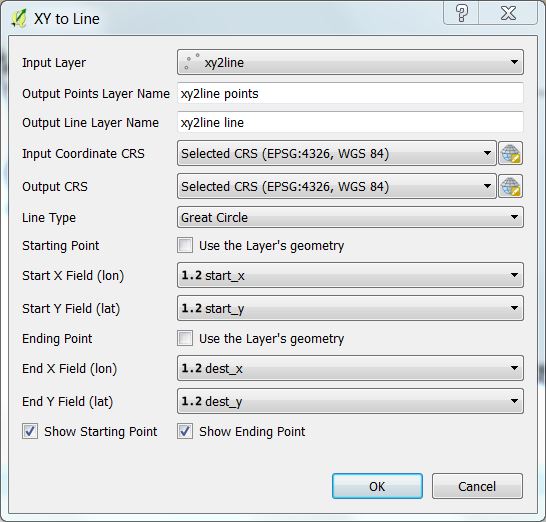 XY to Line
Input Layer xy2line
Output Points Layer Name xy2line points
Output Line Layer Name xy2line line
Input Coordinate CRS Selected CRS (EPSG:4326, WGS 84)
Output CRS Selected CRS (EPSG:4326, WGS 84)
Line Type Great Circle
Starting Point Use the Layer's geometry
Start X Field (lon) 1.2 start_x
Start Y Field (lat) 1.2 start_y
Ending Point Use the Layer's geometry
End X Field (lon) 1.2 dest_x
End Y Field (lat) 1.2 dest_y
Show Starting Point Show Ending Point
OK Cancel